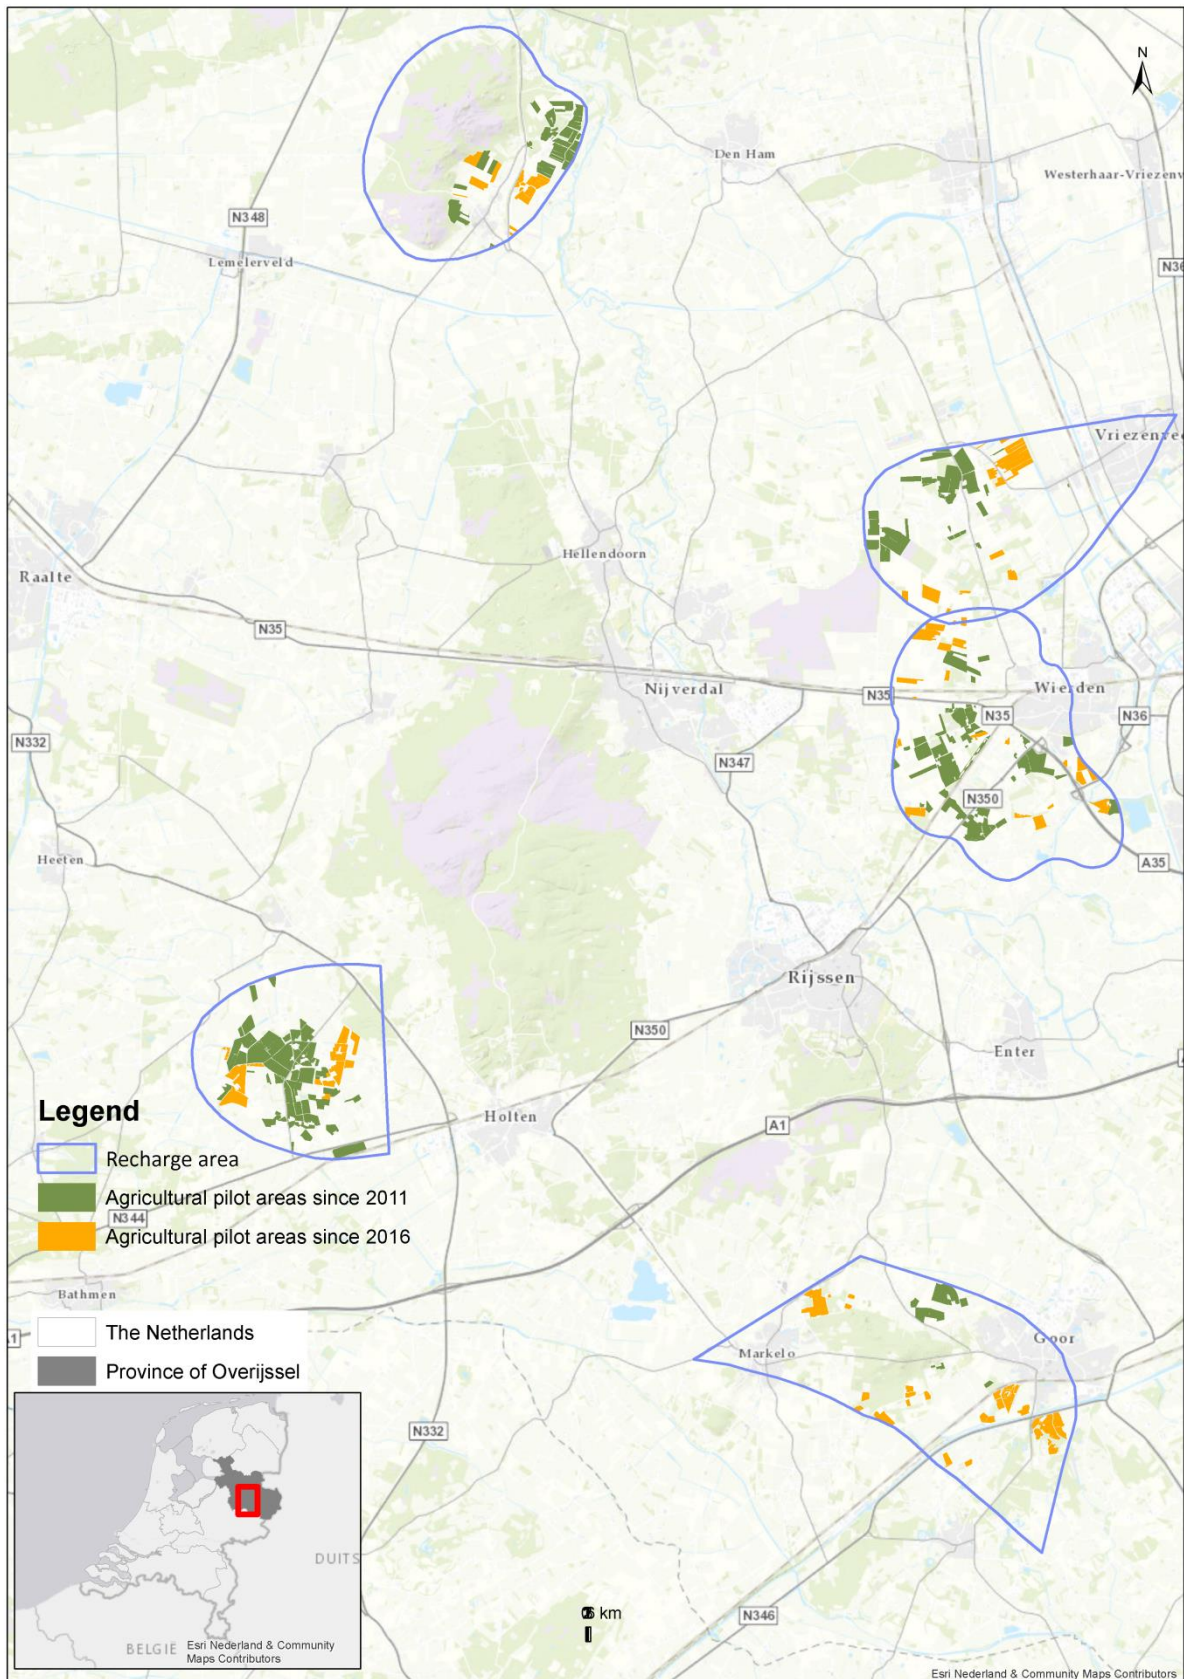 N
Den Ham
Westerhaar-Vriezenv
N348
Lemelerveld
N36
Vriezenvee
Hellendoorn
Raalte
N35
Nijverdal
N35
Wierden
N35
N36
N332
N347
N350
Heeten
A35
Rijssen
N350
Enter
Legend
Holten
A1
Recharge area
Agricultural pilot areas since 2011
N344
Agricultural pilot areas since 2016
Bathmen
The Netherlands
A1
Goor
Markelo
Province of Overijssel
N332
DUITS
N346
km
BELGIË
Esri Nederland & Community
Maps Contributors
Esri Nederland & Community Maps Contributors